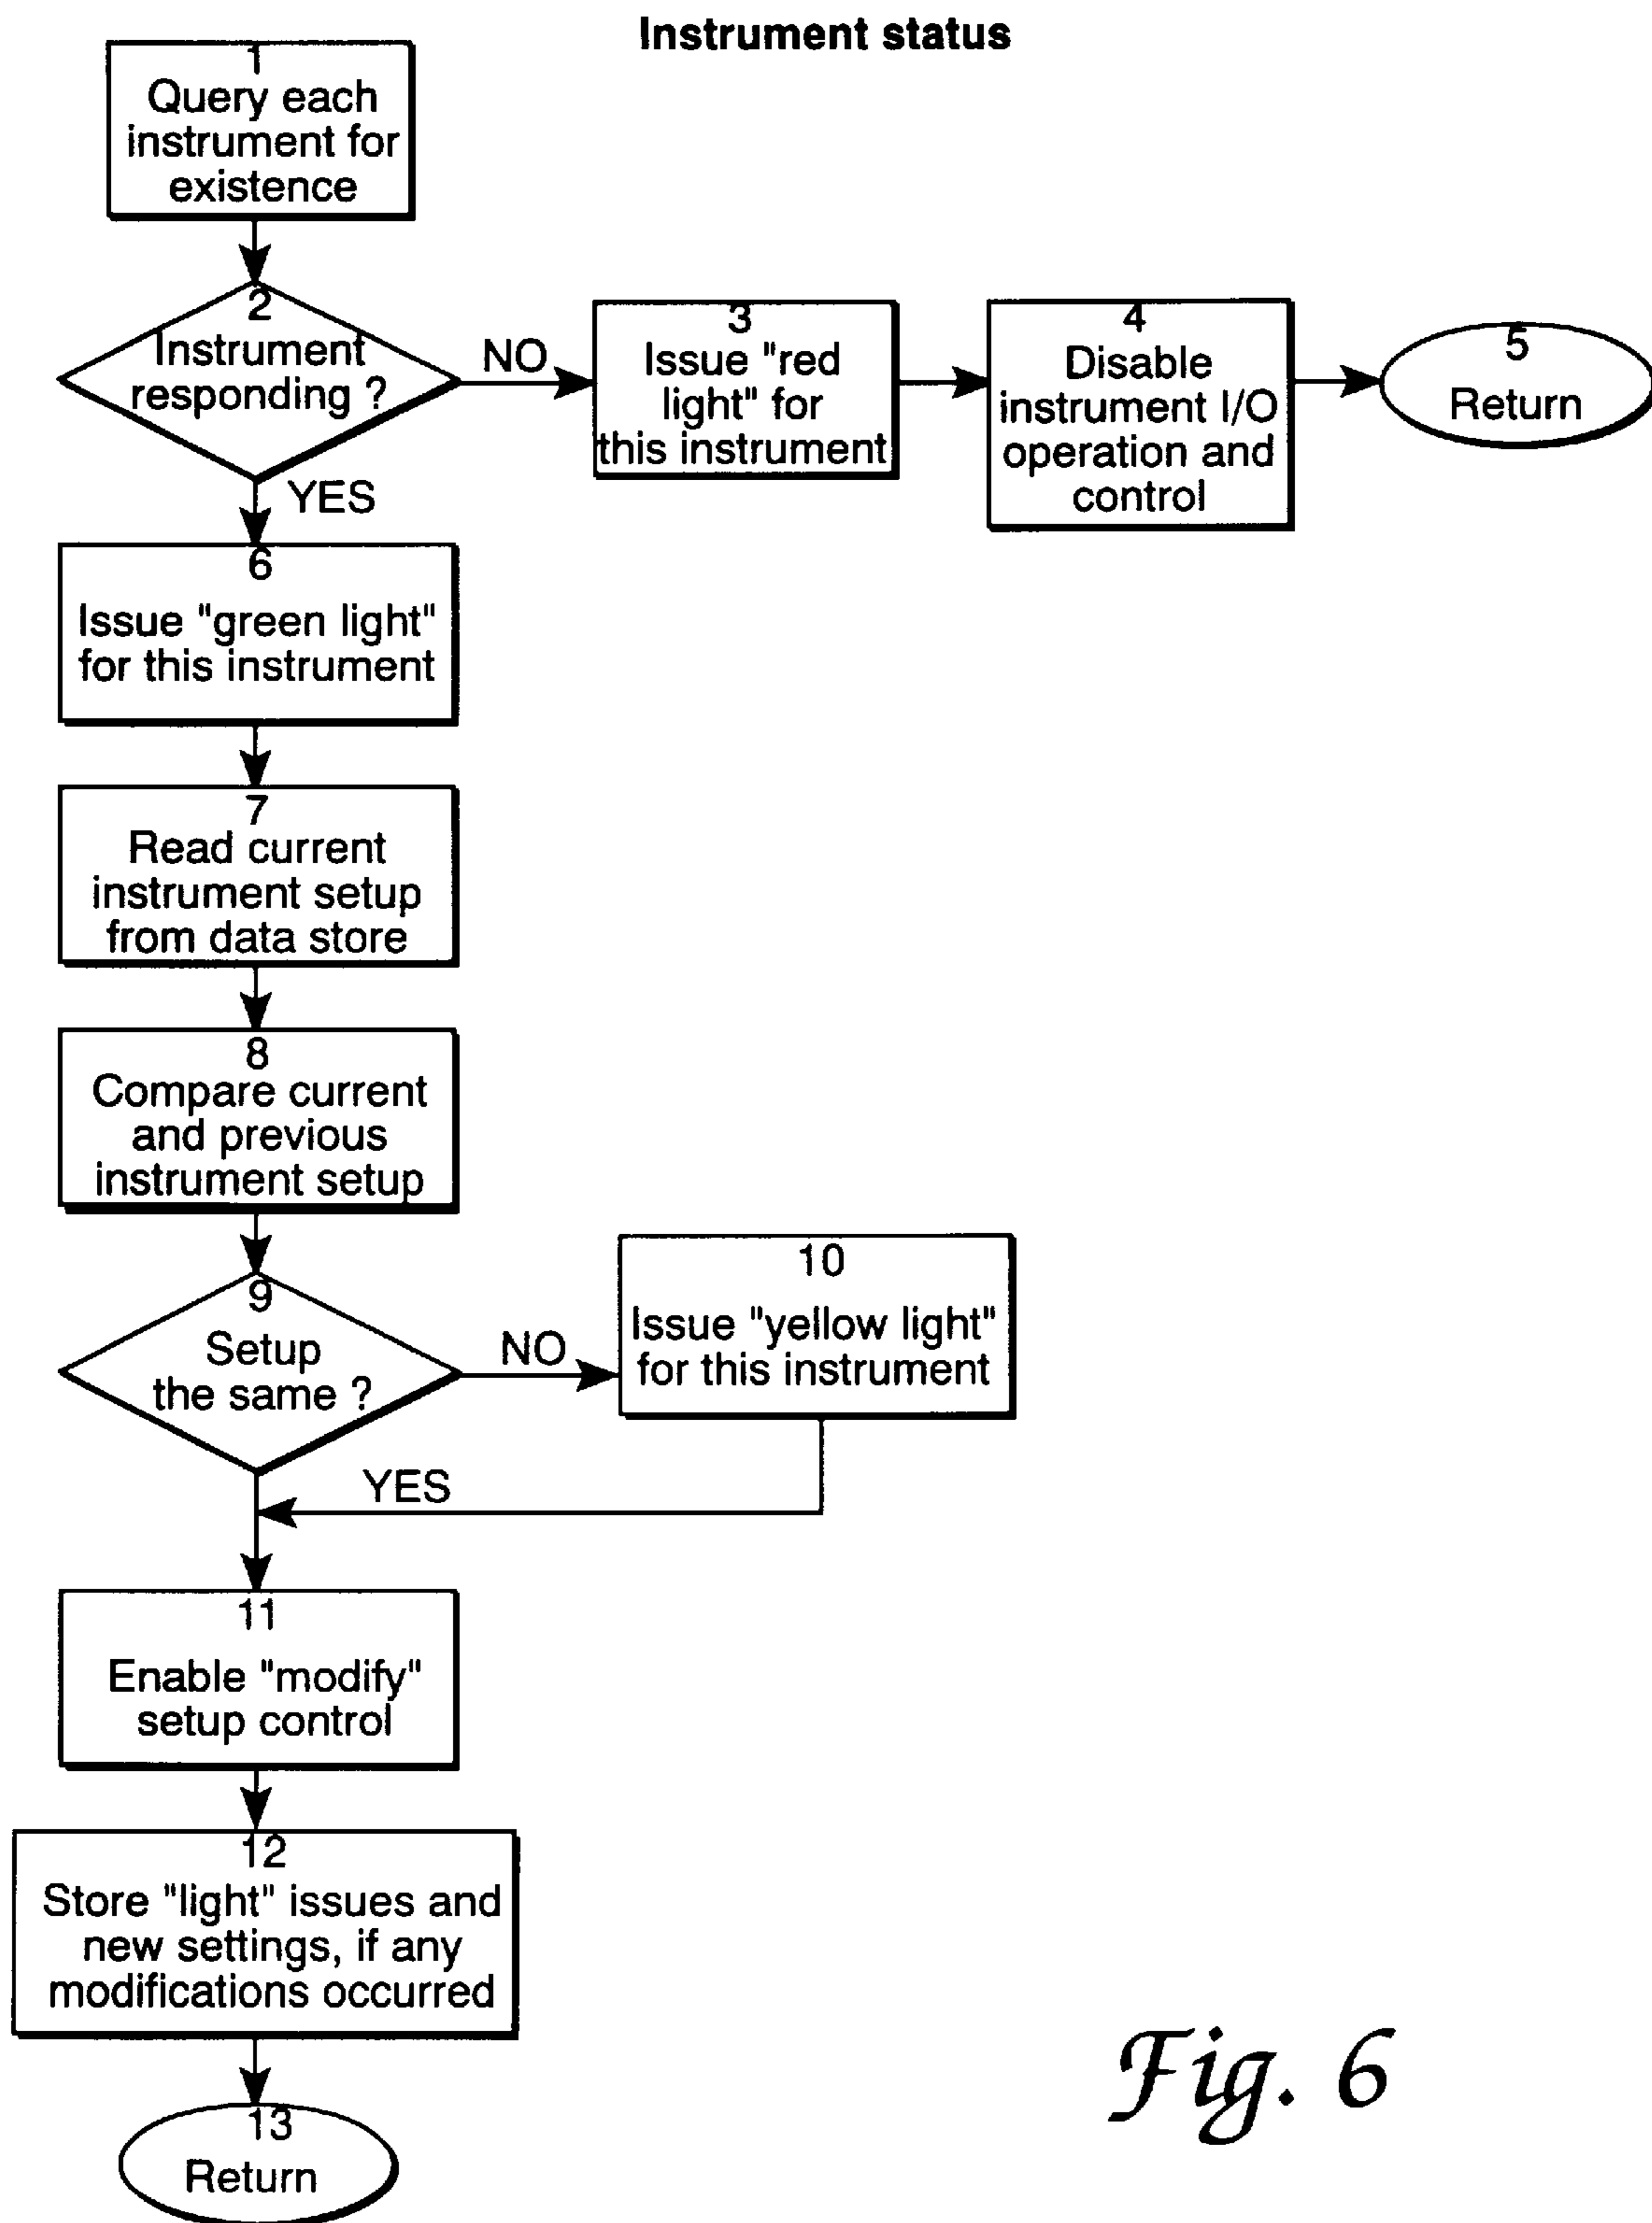 Instrument status
1
Query each
instrument for
existence
2
Instrument
responding ?
NO
3
Issue "red
light" for
this instrument
4
Disable
instrument I/O
operation and
control
5
Return
YES
6
Issue "green light"
for this instrument
7
Read current
instrument setup
from data store
8
Compare current
and previous
instrument setup
9
Setup
the same ?
NO
10
Issue "yellow light"
for this instrument
YES
11
Enable "modify"
setup control
12
Store "light" issues and
new settings, if any
modifications occurred
13
Return
Fig. 6